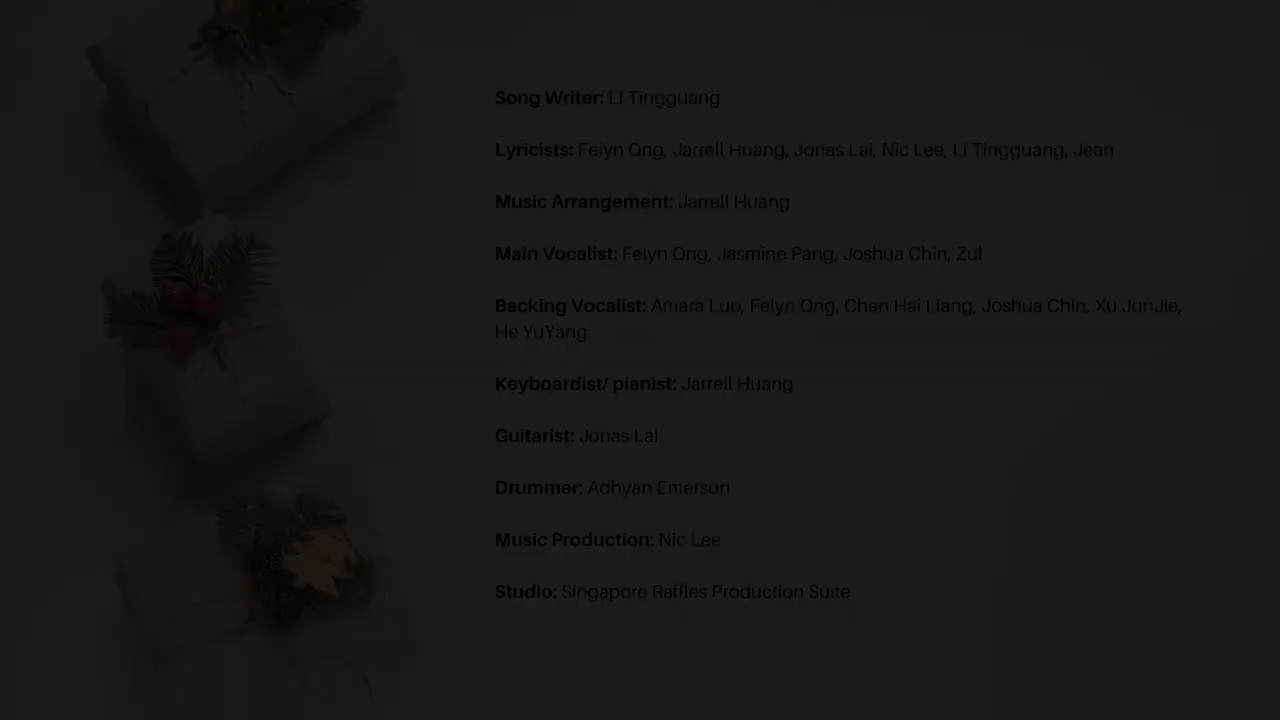 Song Writer: Li Tingguang
Lyricists: Felyn Ong, Jarrell Huang, Jonas Lai, Nic Lee, Li Tingguang, Jean
Music Arrangement: Jarrell Huang
Main Vocalist: Felyn Ong, Jasmine Pang, Joshua Chin, Zul
Backing Vocalist: Amara Luo, Felyn Ong, Chen Hai Liang, Joshua Chin, Xu JunJie,
He YuYang
Keyboardist/ pianist: Jarrell Huang
Guitarist: Jonas Lai
Drummer: Adhyan Emerson
Music Production: Nic Lee
Studio: Singapore Raffles Production Suite